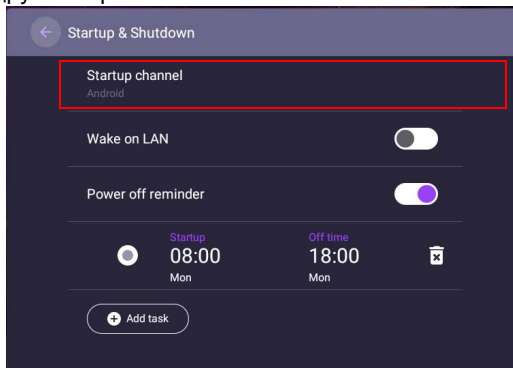 Startup & Shutdown
Startup channel
Android
Wake on LAN
Power off reminder
Startup Off time
08:00 18:00
Mon Mon
Add task